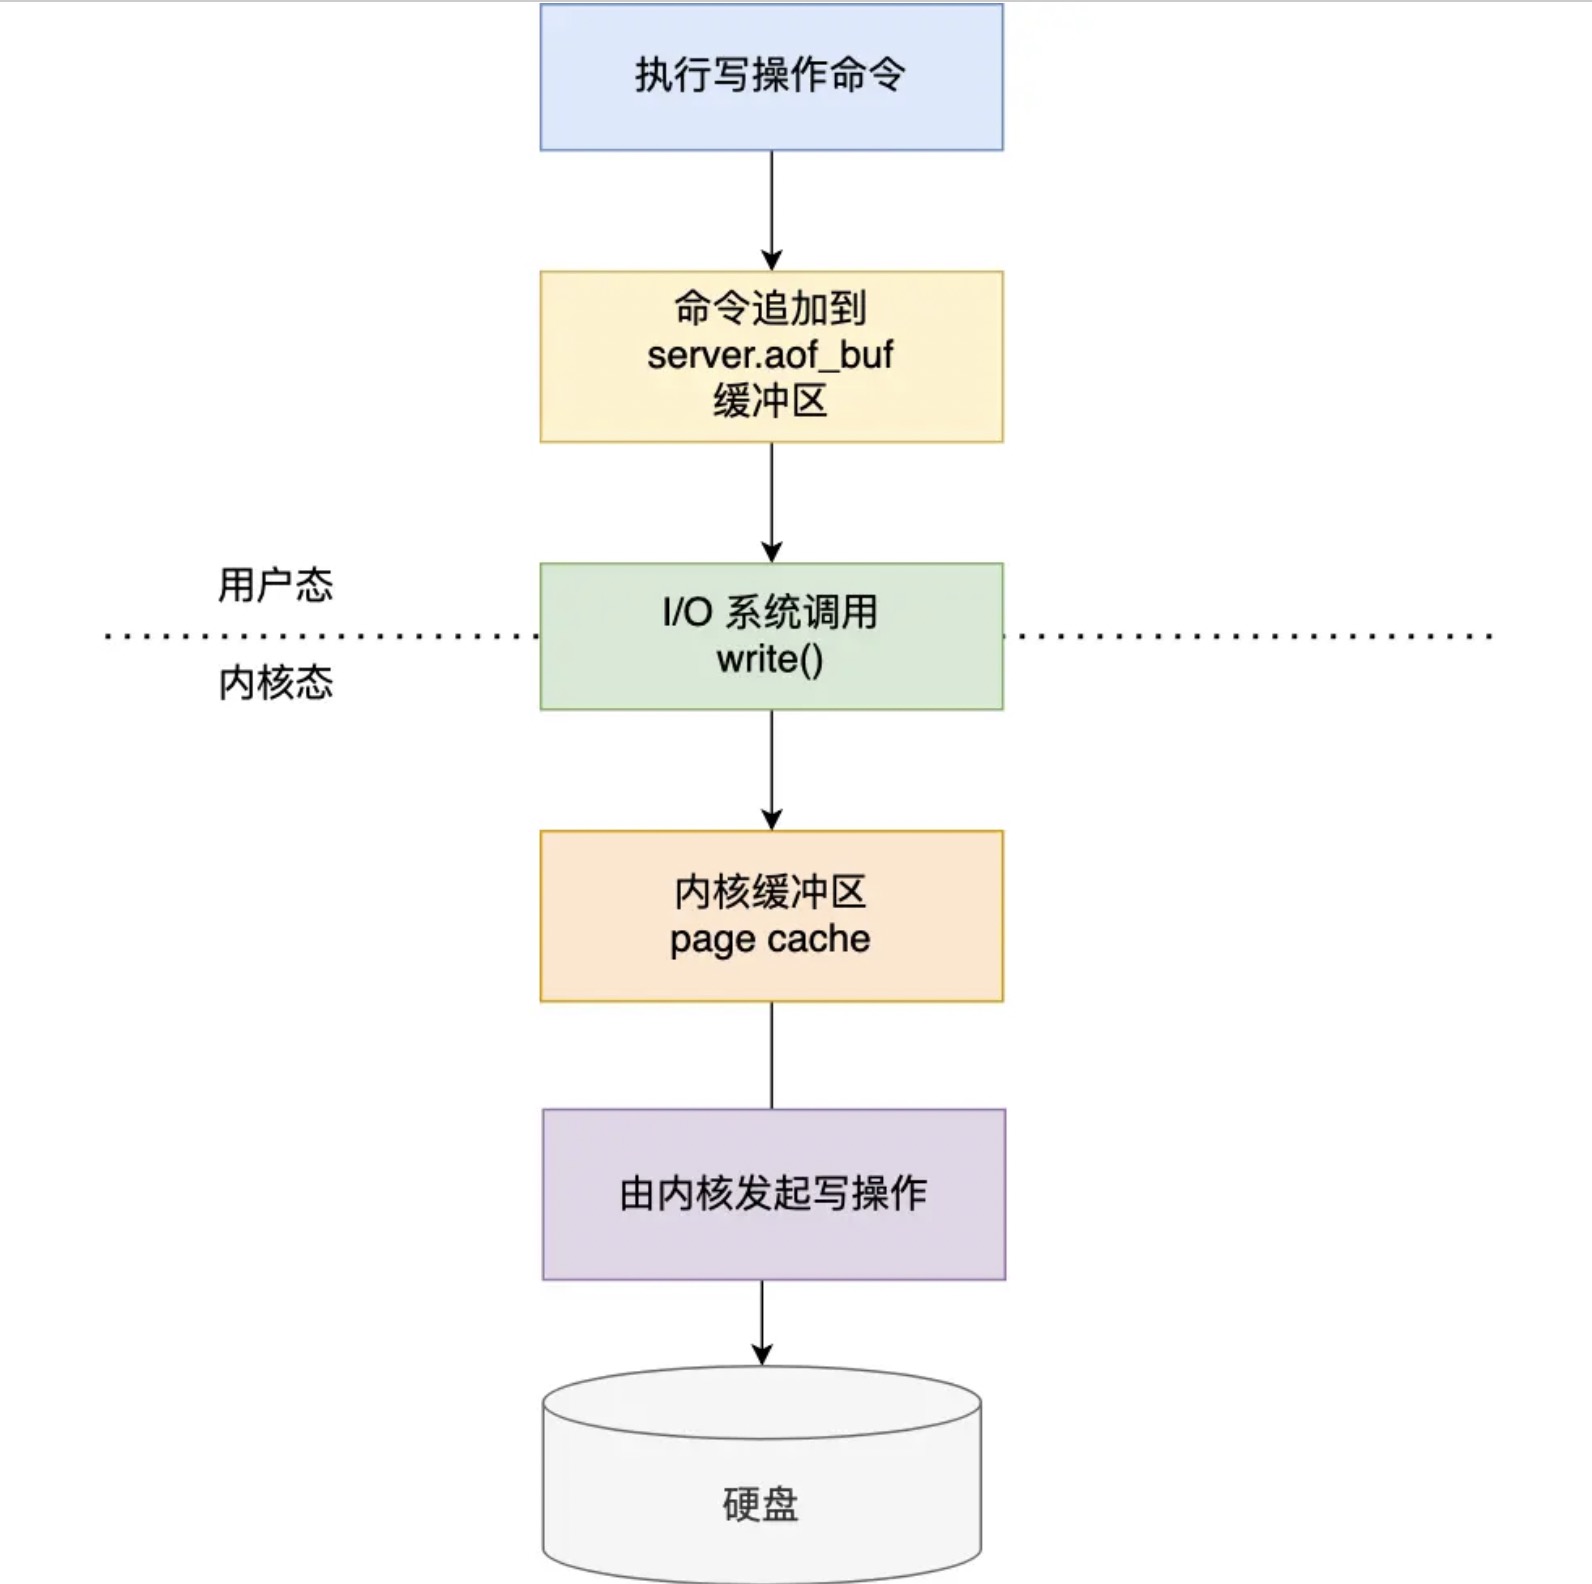 执行写操作命令
命令追加到
server.aof_buf
缓冲区
用户态
I/O 系统调用
write()
内核态
内核缓冲区
page cache
由内核发起写操作
硬盘